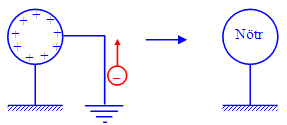 + + + + + + + + +
−
Nötr